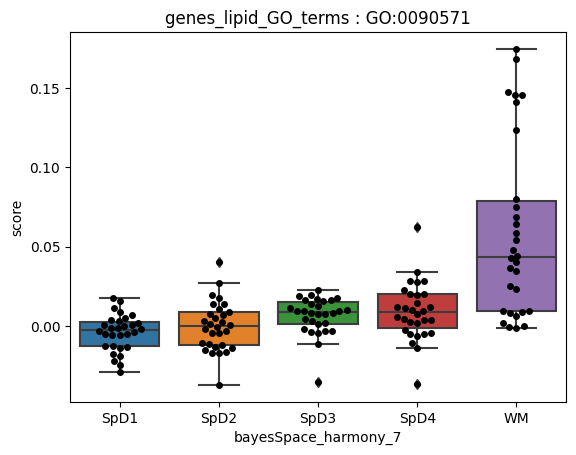 genes_lipid_GO_terms : GO:0090571
score
0.15
0.10
0.05
0.00
SpD1 SpD2 SpD3 SpD4 WM
bayesSpace_harmony_7